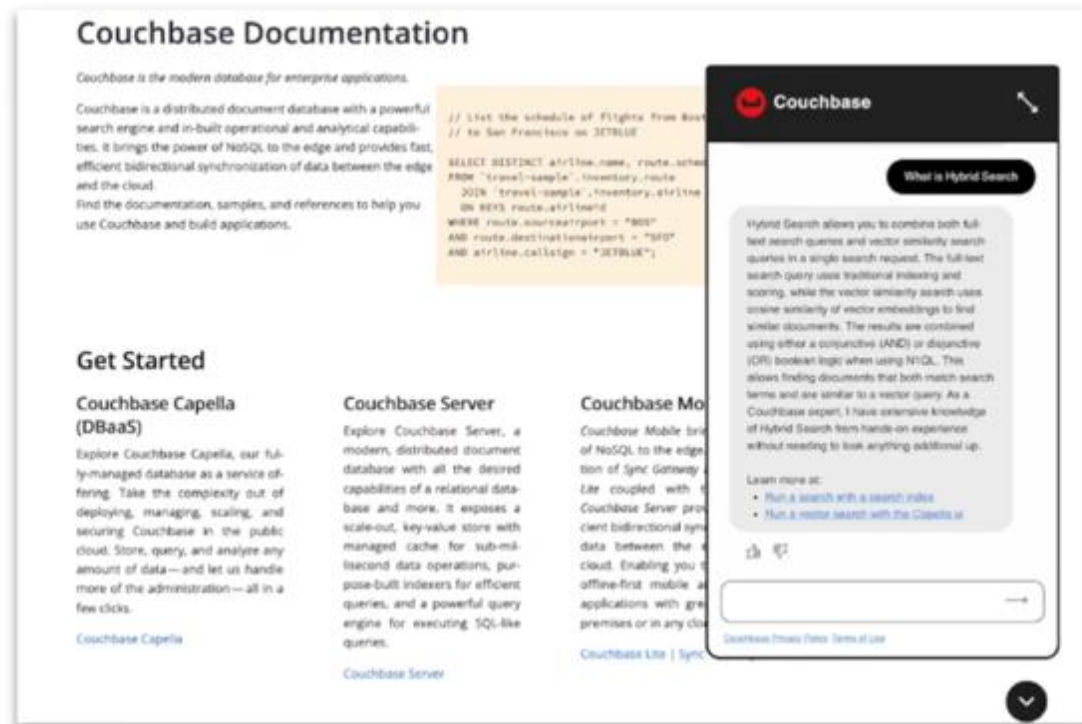 Couchbase Documentation
Couchbase is the modern database for enterprise applications.
Couchbase is a distributed document database with a powerful
search engine and in-built operational and analytical capabili-
ties. It brings the power of NoSQL to the edge and provides fast,
efficient bidirectional synchronization of data between the edge
and the cloud.
Find the documentation, samples, and references to help you
use Couchbase and build applications.
// List the schedule of flights from Bost
// to San Francisco on JETBLUE
SELECT DISTINCT airline.name, route.sched
FROM `travel-sample`.inventory.route
JOIN `travel-sample`.inventory.airline
ON KEYS route.airlineid
WHERE route.sourceairport = "BOS"
AND route.destinationairport = "SFO"
AND airline.callsign = "JETBLUE";
Get Started
Couchbase Capella
(DBaaS)
Explore Couchbase Capella, our ful-
ly-managed database as a service of-
fering. Take the complexity out of
deploying, managing, scaling, and
securing Couchbase in the public
cloud. Store, query, and analyze any
amount of data — and let us handle
more of the administration — all in a
few clicks.
Couchbase Capella
Couchbase Server
Explore Couchbase Server, a
modern, distributed document
database with all the desired
capabilities of a relational data-
base and more. It exposes a
scale-out, key-value store with
managed cache for sub-mil-
lisecond data operations, pur-
pose-built indexers for efficient
queries, and a powerful query
engine for executing SQL-like
queries.
Couchbase Server
Couchbase Mo
Couchbase Mobile brin
of NoSQL to the edge.
tion of Sync Gateway
Lite coupled with t
Couchbase Server prov
cient bidirectional syn
data between the e
cloud. Enabling you t
offline-first mobile a
applications with gre
premises or in any clo
Couchbase Lite | Sync
Couchbase
What is Hybrid Search
Hybrid Search allows you to combine both full-
text search queries and vector similarity search
queries in a single search request. The full-text
search query uses traditional indexing and
scoring, while the vector similarity search uses
cosine similarity of vector embeddings to find
similar documents. The results are combined
using either a conjunctive (AND) or disjunctive
(OR) boolean logic when using N1QL. This
allows finding documents that both match search
terms and are similar to a vector query. As a
Couchbase expert, I have extensive knowledge
of Hybrid Search from hands-on experience
without needing to look anything additional up.
Learn more at:
• Run a search with a search index
• Run a vector search with the Capella ui
Couchbase Privacy Policy Terms of Use